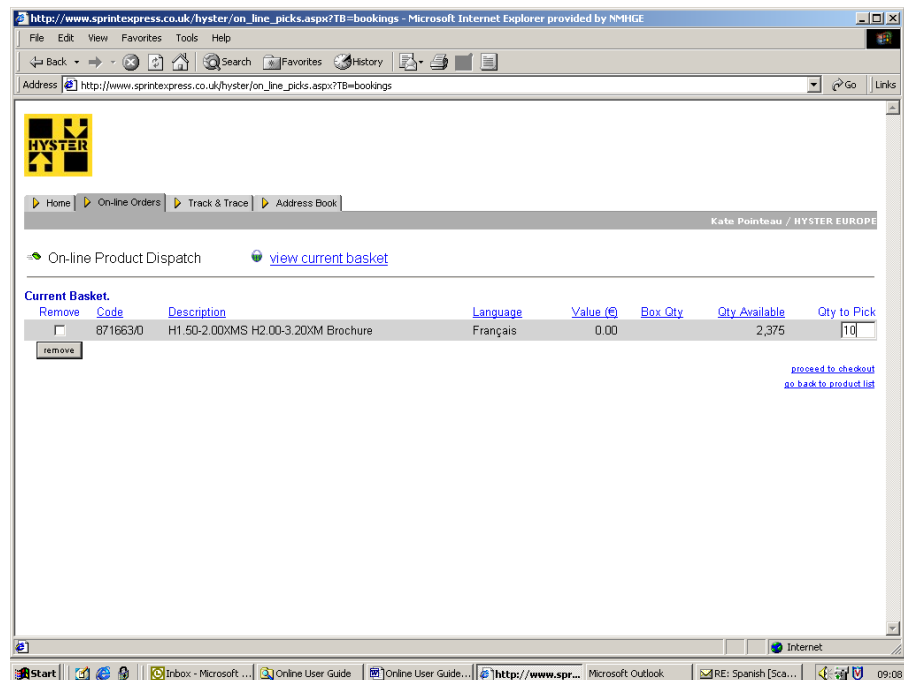 http://www.sprintexpress.co.uk/hyster/on_line_picks.aspx?TB=bookings - Microsoft Internet Explorer provided by NMHGE
File Edit View Favorites Tools Help
Back Search Favorites History
Address http://www.sprintexpress.co.uk/hyster/on_line_picks.aspx?TB=bookings Go Links
HYSTER
Home On-line Orders Track & Trace Address Book
Kate Pointeau / HYSTER EUROPE
On-line Product Dispatch view current basket
Current Basket.
Remove Code Description Language Value (€) Box Qty Qty Available Qty to Pick
871663/0 H1.50-2.00XMS H2.00-3.20XM Brochure Français 0.00 2,375 10
remove
proceed to checkout
go back to product list
Internet
Start Inbox - Microsoft ... Online User Guide Online User Guide... http://www.spr... Microsoft Outlook RE: Spanish [Sca... 09:08